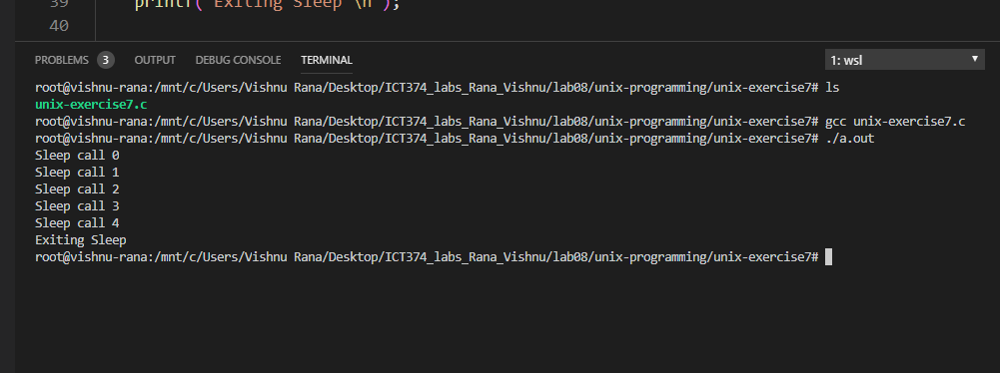 39 printf("Exiting Sleep \n");
40
PROBLEMS 3 OUTPUT DEBUG CONSOLE TERMINAL 1: wsl
root@vishnu-rana:/mnt/c/Users/Vishnu Rana/Desktop/ICT374_labs_Rana_Vishnu/lab08/unix-programming/unix-exercise7# ls
unix-exercise7.c
root@vishnu-rana:/mnt/c/Users/Vishnu Rana/Desktop/ICT374_labs_Rana_Vishnu/lab08/unix-programming/unix-exercise7# gcc unix-exercise7.c
root@vishnu-rana:/mnt/c/Users/Vishnu Rana/Desktop/ICT374_labs_Rana_Vishnu/lab08/unix-programming/unix-exercise7# ./a.out
Sleep call 0
Sleep call 1
Sleep call 2
Sleep call 3
Sleep call 4
Exiting Sleep
root@vishnu-rana:/mnt/c/Users/Vishnu Rana/Desktop/ICT374_labs_Rana_Vishnu/lab08/unix-programming/unix-exercise7#